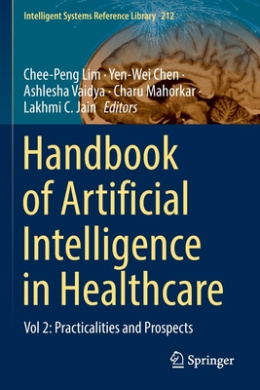 Intelligent Systems Reference Library 212
Chee-Peng Lim · Yen-Wei Chen ·
Ashlesha Vaidya · Charu Mahorkar ·
Lakhmi C. Jain Editors
Handbook
of Artificial
Intelligence
in Healthcare
Vol 2: Practicalities and Prospects
Springer